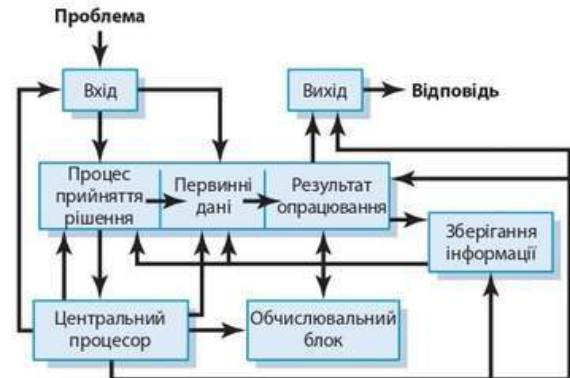 Проблема
Вхід
Вихід
Відповідь
Процес
прийняття
рішення
Первинні
дані
Результат
опрацювання
Зберігання
інформації
Центральний
процесор
Обчислювальний
блок